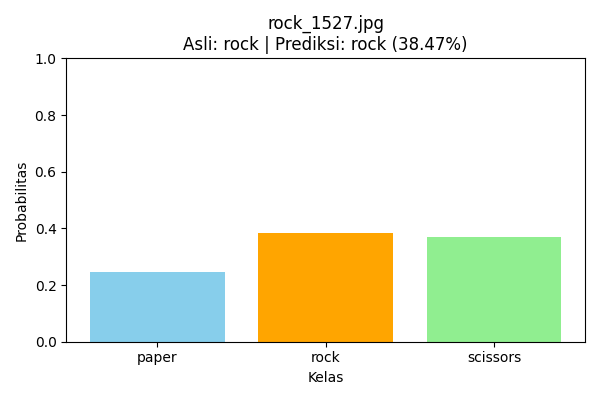 rock_1527.jpg
Asli: rock | Prediksi: rock (38.47%)
1.0
0.8
0.6
0.4
0.2
0.0
Probabilitas
paper
rock
scissors
Kelas